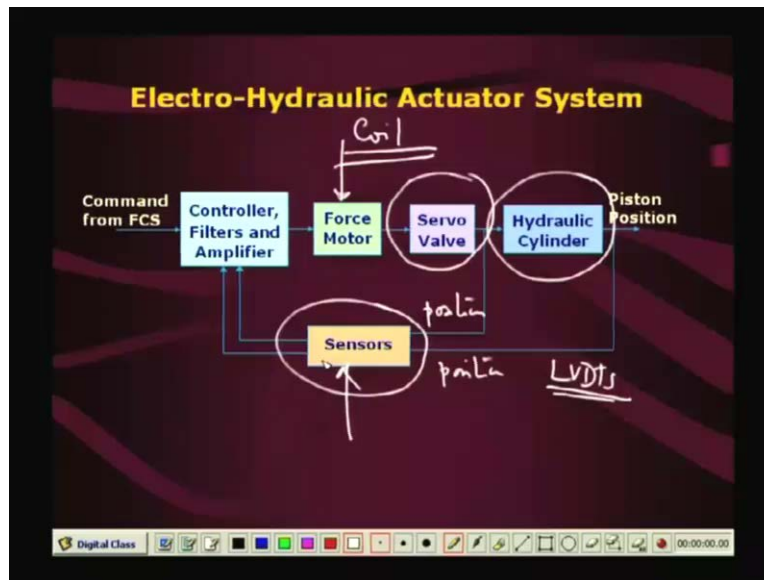 Electro-Hydraulic Actuator System
Coil
Command
from FCS
Controller,
Filters and
Amplifier
Force
Motor
Servo
Valve
Hydraulic
Cylinder
Piston
Position
position
Sensors
position
LVDTs
Digital Class
00:00:00.00